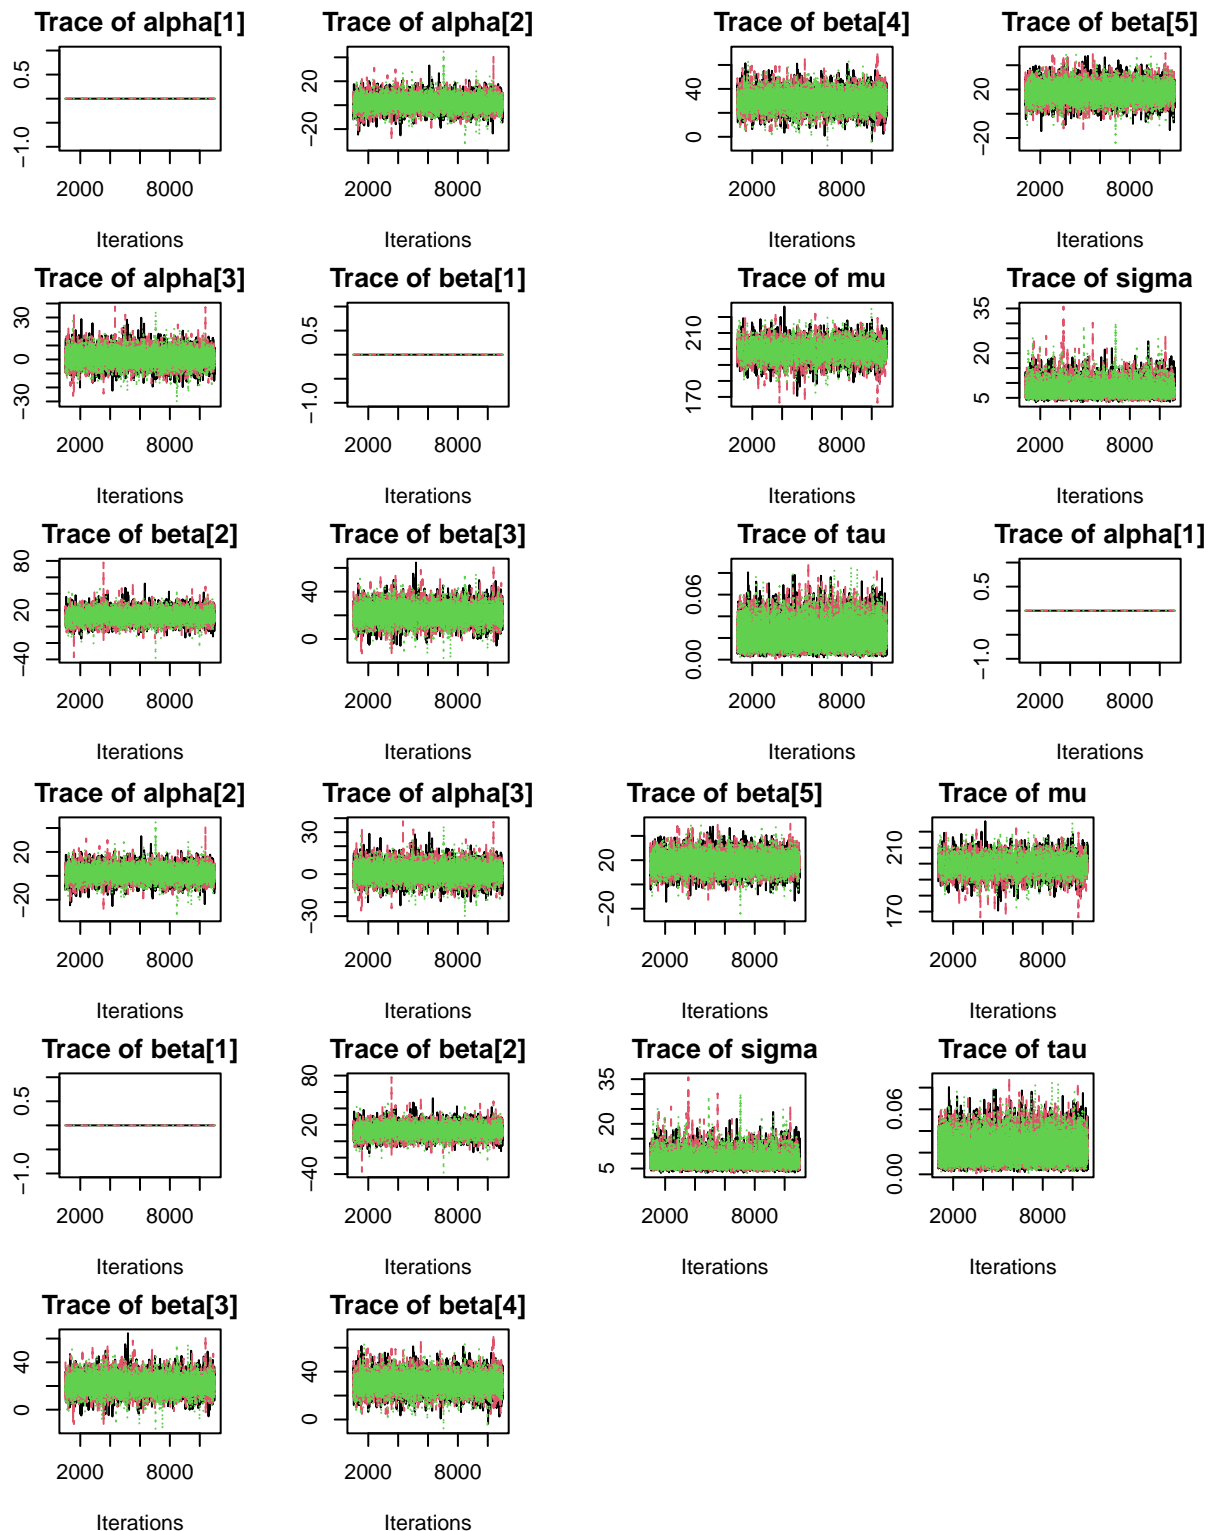 Trace of alpha[1]
0.5
-1.0
2000 8000
Iterations
Trace of alpha[2]
20
-20
2000 8000
Iterations
Trace of beta[4]
40
0
2000 8000
Iterations
Trace of beta[5]
20
-20
2000 8000
Iterations
Trace of alpha[3]
30
0
-30
2000 8000
Iterations
Trace of beta[1]
0.5
-1.0
2000 8000
Iterations
Trace of mu
210
170
2000 8000
Iterations
Trace of sigma
35
20
5
2000 8000
Iterations
Trace of beta[2]
80
20
-40
2000 8000
Iterations
Trace of beta[3]
40
0
2000 8000
Iterations
Trace of tau
0.06
0.00
2000 8000
Iterations
Trace of alpha[1]
0.5
-1.0
2000 8000
Iterations
Trace of alpha[2]
20
-20
2000 8000
Iterations
Trace of alpha[3]
30
0
-30
2000 8000
Iterations
Trace of beta[5]
20
-20
2000 8000
Iterations
Trace of mu
210
170
2000 8000
Iterations
Trace of beta[1]
0.5
-1.0
2000 8000
Iterations
Trace of beta[2]
80
20
-40
2000 8000
Iterations
Trace of sigma
35
20
5
2000 8000
Iterations
Trace of tau
0.06
0.00
2000 8000
Iterations
Trace of beta[3]
40
0
2000 8000
Iterations
Trace of beta[4]
40
0
2000 8000
Iterations